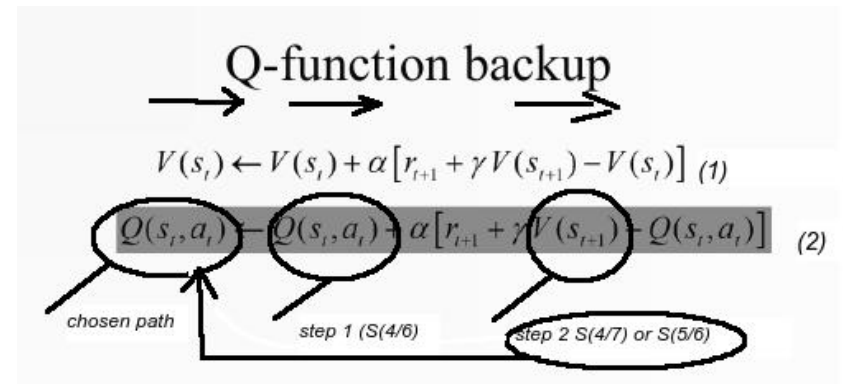 Q-function backup
V(s_t) ← V(s_t) + α[r_{t+1} + γV(s_{t+1}) − V(s_t)] (1)
Q(s_t, a_t) ← Q(s_t, a_t) + α[r_{t+1} + γV(s_{t+1}) − Q(s_t, a_t)] (2)
chosen path
step 1 (S(4/6)
step 2 S(4/7) or S(5/6)